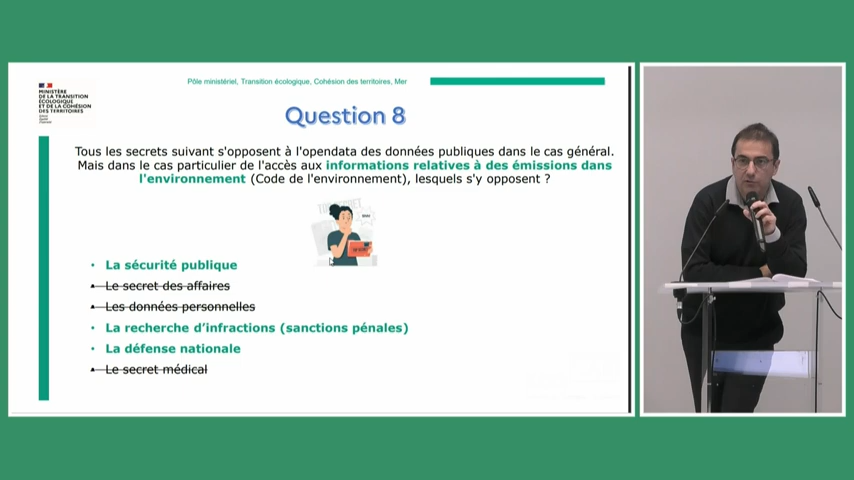 Pôle ministériel, Transition écologique, Cohésion des territoires, Mer
MINISTÈRE
DE LA TRANSITION
ÉCOLOGIQUE
ET DE LA COHÉSION
DES TERRITOIRES
Question 8
Tous les secrets suivant s'opposent à l'opendata des données publiques dans le cas général.
Mais dans le cas particulier de l'accès aux informations relatives à des émissions dans
l'environnement (Code de l'environnement), lesquels s'y opposent ?
• La sécurité publique
• Le secret des affaires
• Les données personnelles
• La recherche d'infractions (sanctions pénales)
• La défense nationale
• Le secret médical